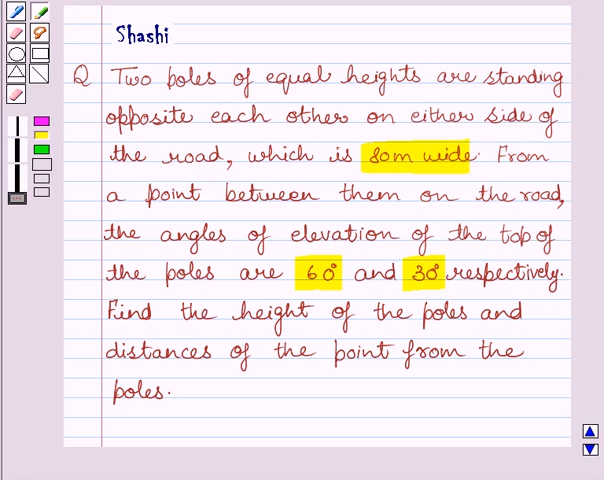 Shashi
Q Two poles of equal heights are standing
opposite each other on either side of
the road, which is 80m wide. From
a point between them on the road,
the angles of elevation of the top of
the poles are 60° and 30° respectively.
Find the height of the poles and
distances of the point from the
poles.